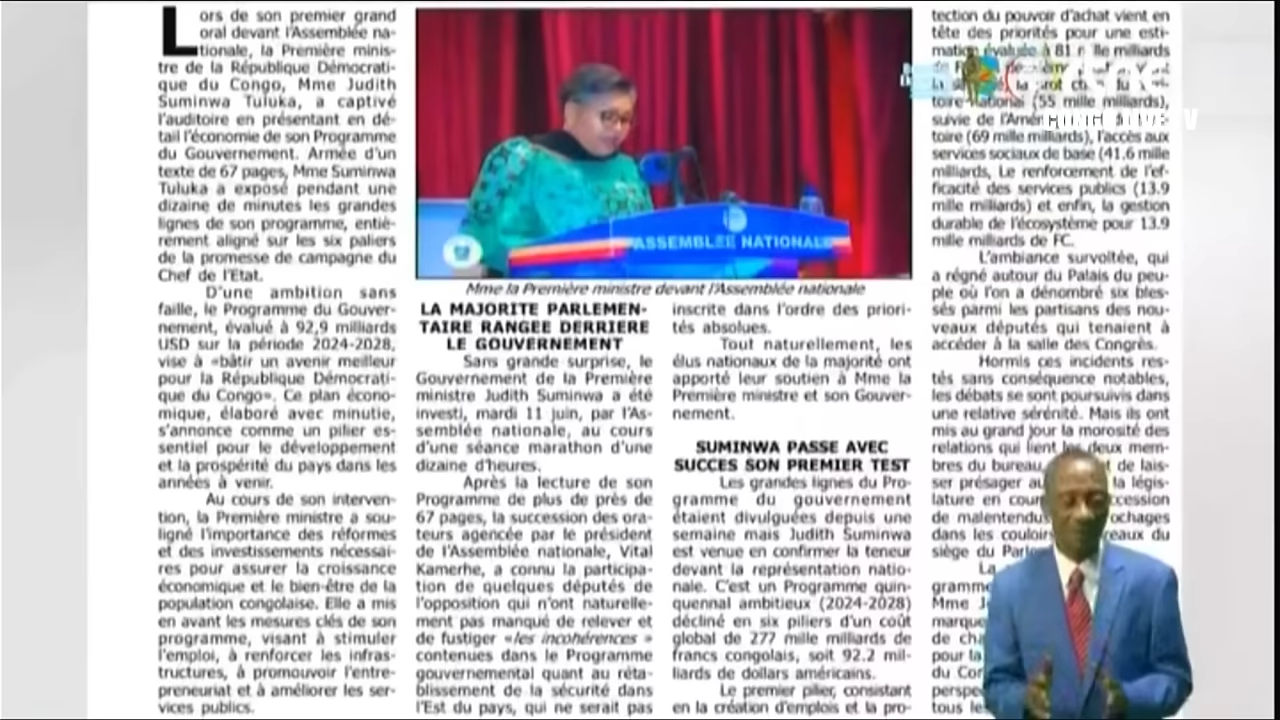 Lors de son premier grand
oral devant l'Assemblée na-
tionale, la Première minis-
tre de la République Démocrati-
que du Congo, Mme Judith
Suminwa Tuluka, a captivé
l'auditoire en présentant en dé-
tail l'économie de son Programme
du Gouvernement. Armée d'un
texte de 67 pages, Mme Suminwa
Tuluka a exposé pendant une
dizaine de minutes les grandes
lignes de son programme, entiè-
rement aligné sur les six paliers
de la promesse de campagne du
Chef de l'Etat.
D'une ambition sans
faille, le Programme du Gouver-
nement, évalué à 92,9 milliards
USD sur la période 2024-2028,
vise à «bâtir un avenir meilleur
pour la République Démocrati-
que du Congo». Ce plan écono-
mique, élaboré avec minutie,
s'annonce comme un pilier es-
sentiel pour le développement
et la prospérité du pays dans les
années à venir.
Au cours de son interven-
tion, la Première ministre a sou-
ligné l'importance des réformes
et des investissements nécessai-
res pour assurer la croissance
économique et le bien-être de la
population congolaise. Elle a mis
en avant les mesures clés de son
programme, visant à stimuler
l'emploi, à renforcer les infras-
tructures, à promouvoir l'entre-
preneuriat et à améliorer les ser-
vices publics.
ASSEMBLEE NATIONALE
Mme la Première ministre devant l'Assemblée nationale
LA MAJORITE PARLEMEN-
TAIRE RANGEE DERRIERE
LE GOUVERNEMENT
Sans grande surprise, le
Gouvernement de la Première
ministre Judith Suminwa a été
investi, mardi 11 juin, par l'As-
semblée nationale, au cours
d'une séance marathon d'une
dizaine d'heures.
Après la lecture de son
Programme de plus de près de
67 pages, la succession des ora-
teurs agencée par le président
de l'Assemblée nationale, Vital
Kamerhe, a connu la participa-
tion de quelques députés de
l'opposition qui n'ont naturelle-
ment pas manqué de relever et
de fustiger «les incohérences »
contenues dans le Programme
gouvernemental quant au réta-
blissement de la sécurité dans
l'Est du pays, qui ne serait pas
inscrite dans l'ordre des priori-
tés absolues.
Tout naturellement, les
élus nationaux de la majorité ont
apporté leur soutien à Mme la
Première ministre et son Gouver-
nement.
SUMINWA PASSE AVEC
SUCCES SON PREMIER TEST
Les grandes lignes du Pro-
gramme du gouvernement
étaient divulguées depuis une
semaine mais Judith Suminwa
est venue en confirmer la teneur
devant la représentation natio-
nale. C'est un Programme quin-
quennal ambitieux (2024-2028)
décliné en six piliers d'un coût
global de 277 mille milliards de
francs congolais, soit 92.2 mil-
liards de dollars américains.
Le premier pilier, consistant
en la création d'emplois et la pro-
tection du pouvoir d'achat vient en
tête des priorités pour une esti-
mation évaluée à 81 mille milliards
toire national (55 mille milliards),
suivie de
toire (69 mille milliards), l'accès aux
services sociaux de base (41.6 mille
milliards, Le renforcement de l'ef-
ficacité des services publics (13.9
mille milliards) et enfin, la gestion
durable de l'écosystème pour 13.9
mille milliards de FC.
L'ambiance survoltée, qui
a régné autour du Palais du peu-
ple où l'on a dénombré six bles-
sés parmi les partisans des nou-
veaux députés qui tenaient à
accéder à la salle des Congrès.
Hormis ces incidents res-
tés sans conséquence notables,
les débats se sont poursuivis dans
une relative sérénité. Mais ils ont
mis au grand jour la morosité des
relations qui lient les deux mem-
bres du bureau, de lais-
ser présager au la législ-
lature en cour
de malentendus
dans les couloirs
siège du Parle
La
gramme
Mme J
marque
de cha
pour la
du Con
perspe
tous les
CONGO LIVE TV